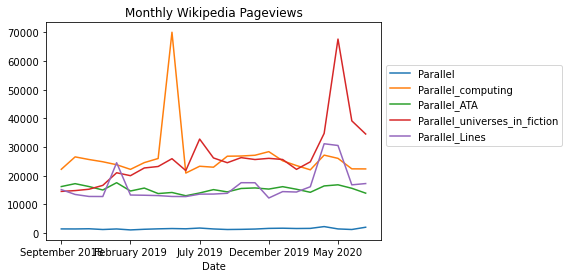 Monthly Wikipedia Pageviews
70000
60000
50000
40000
30000
20000
10000
0
September 2018 February 2019 July 2019 December 2019 May 2020
Date
Parallel
Parallel_computing
Parallel_ATA
Parallel_universes_in_fiction
Parallel_Lines